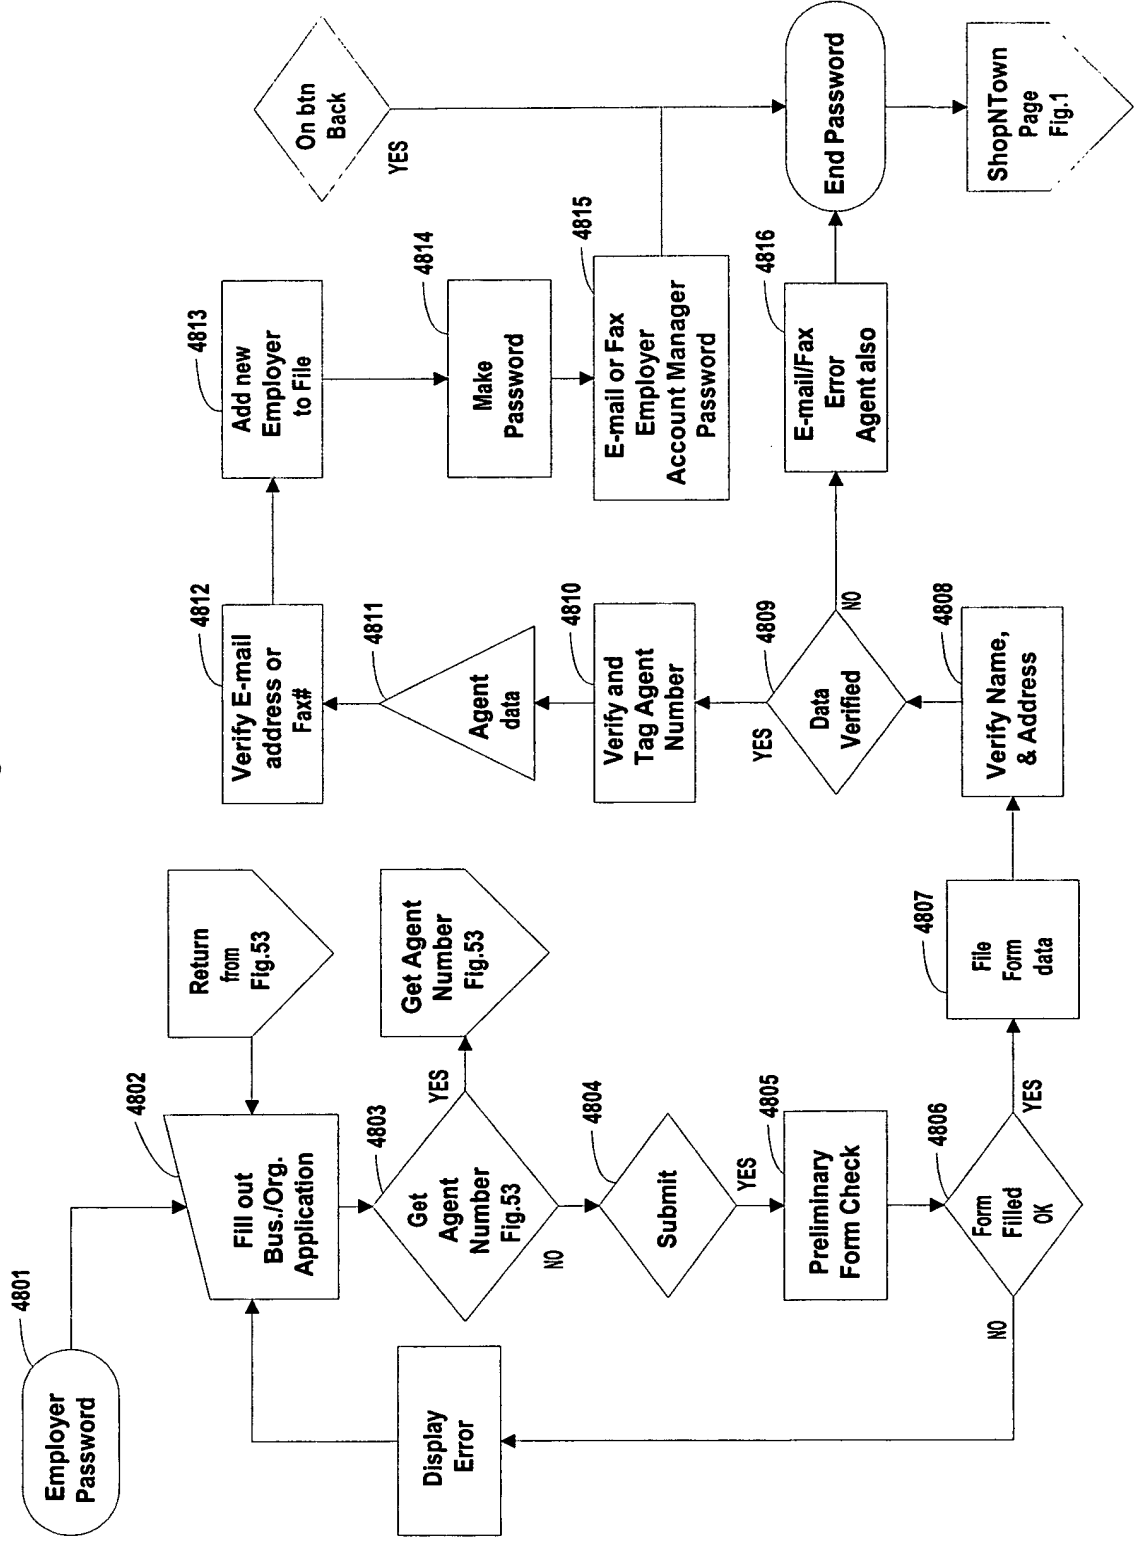 4801
Employer
Password
4802
Fill out
Bus./Org.
Application
Return
from
Fig.53
4803
Get
Agent
Number
Fig.53
YES
NO
Get Agent
Number
Fig.53
4804
Submit
YES
4805
Preliminary
Form Check
4806
Form
Filled
OK
NO
YES
Display
Error
4807
File
Form
data
4808
Verify Name,
& Address
4809
Data
Verified
YES
NO
4810
Verify and
Tag Agent
Number
4811
Agent
data
4812
Verify E-mail
address or
Fax#
4813
Add new
Employer
to File
4814
Make
Password
4815
E-mail or Fax
Employer
Account Manager
Password
4816
E-mail/Fax
Error
Agent also
On btn
Back
YES
End Password
ShopNTown
Page
Fig.1